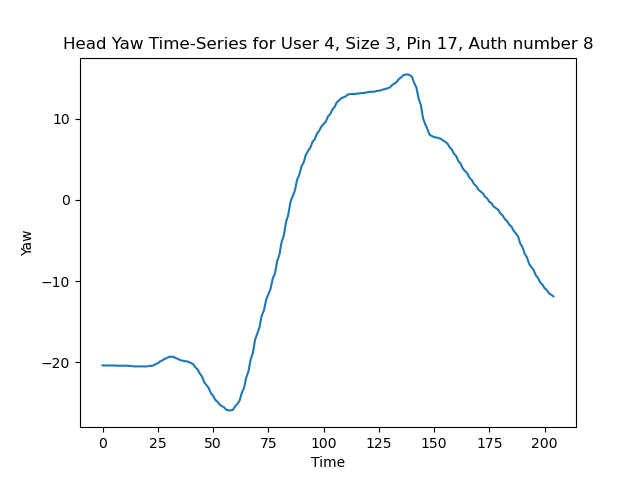 Head Yaw Time-Series for User 4, Size 3, Pin 17, Auth number 8
10
0
−10
−20
Yaw
0 25 50 75 100 125 150 175 200
Time